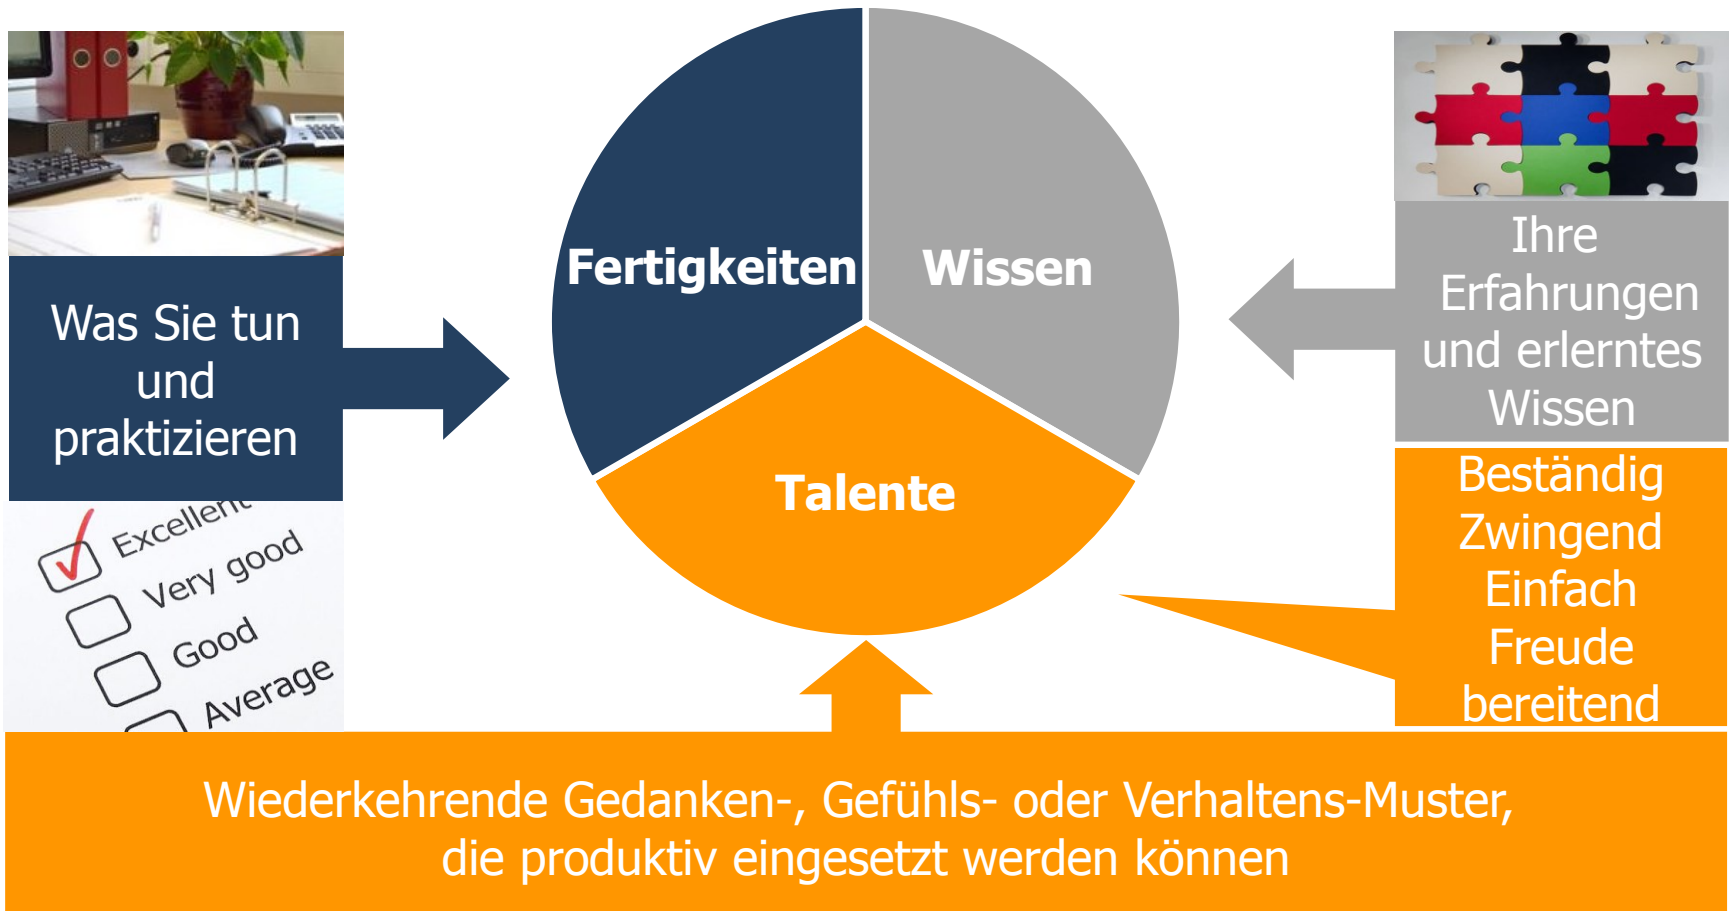 Fertigkeiten
Wissen
Talente
Was Sie tun
und
praktizieren
Ihre
Erfahrungen
und erlerntes
Wissen
Beständig
Zwingend
Einfach
Freude
bereitend
Excellent
Very good
Good
Average
Wiederkehrende Gedanken-, Gefühls- oder Verhaltens-Muster,
die produktiv eingesetzt werden können